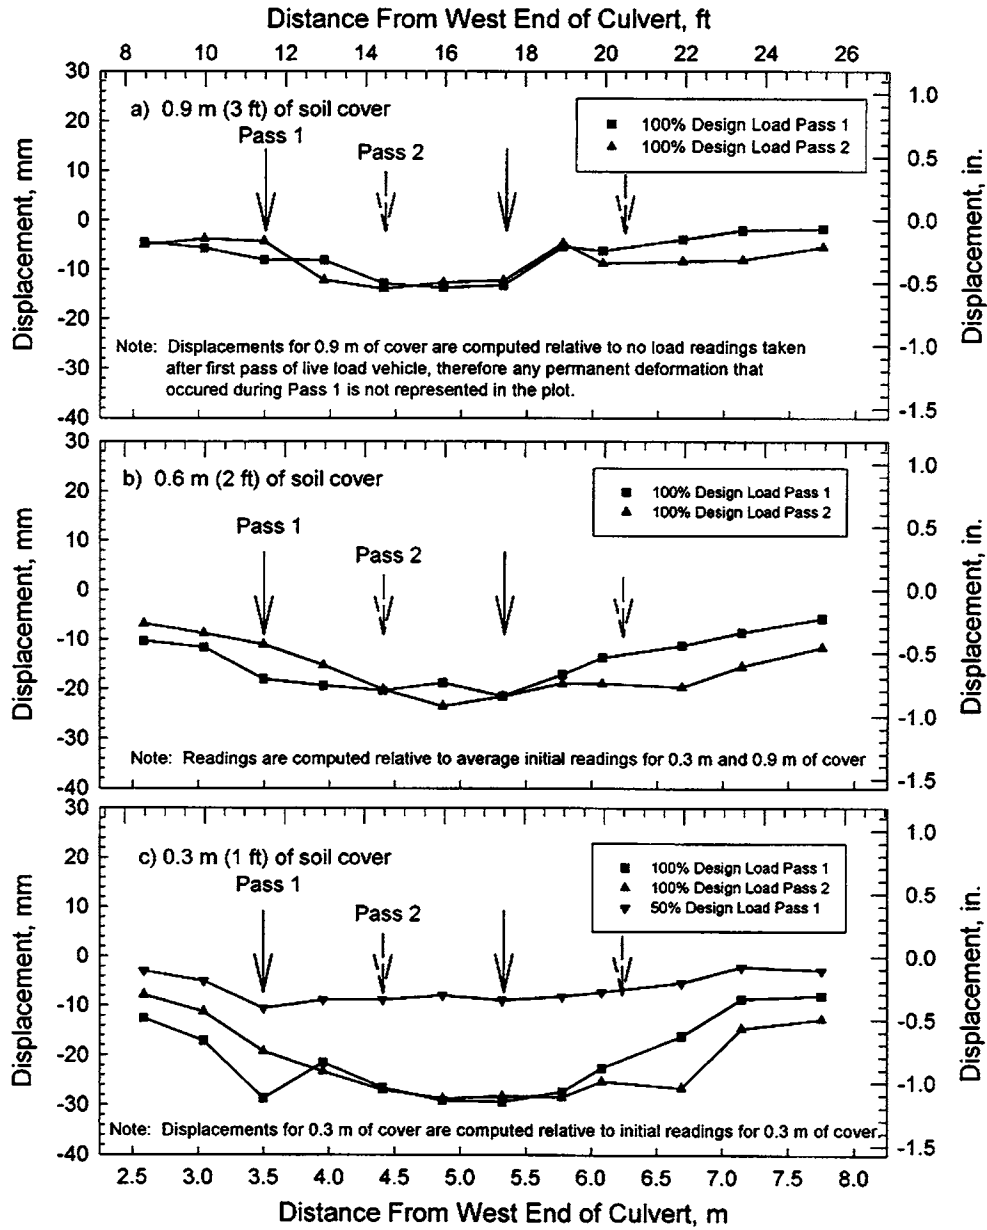 Distance From West End of Culvert, ft
8 10 12 14 16 18 20 22 24 26
30
20
10
0
-10
-20
-30
-40
Displacement, mm
1.0
0.5
0.0
-0.5
-1.0
-1.5
Displacement, in.
a) 0.9 m (3 ft) of soil cover
Pass 1
Pass 2
100% Design Load Pass 1
100% Design Load Pass 2
Note: Displacements for 0.9 m of cover are computed relative to no load readings taken
after first pass of live load vehicle, therefore any permanent deformation that
occured during Pass 1 is not represented in the plot.
30
20
10
0
-10
-20
-30
-40
Displacement, mm
1.0
0.5
0.0
-0.5
-1.0
-1.5
Displacement, in.
b) 0.6 m (2 ft) of soil cover
Pass 1
Pass 2
100% Design Load Pass 1
100% Design Load Pass 2
Note: Readings are computed relative to average initial readings for 0.3 m and 0.9 m of cover
30
20
10
0
-10
-20
-30
-40
Displacement, mm
1.0
0.5
0.0
-0.5
-1.0
-1.5
Displacement, in.
c) 0.3 m (1 ft) of soil cover
Pass 1
Pass 2
100% Design Load Pass 1
100% Design Load Pass 2
50% Design Load Pass 1
Note: Displacements for 0.3 m of cover are computed relative to initial readings for 0.3 m of cover.
2.5 3.0 3.5 4.0 4.5 5.0 5.5 6.0 6.5 7.0 7.5 8.0
Distance From West End of Culvert, m